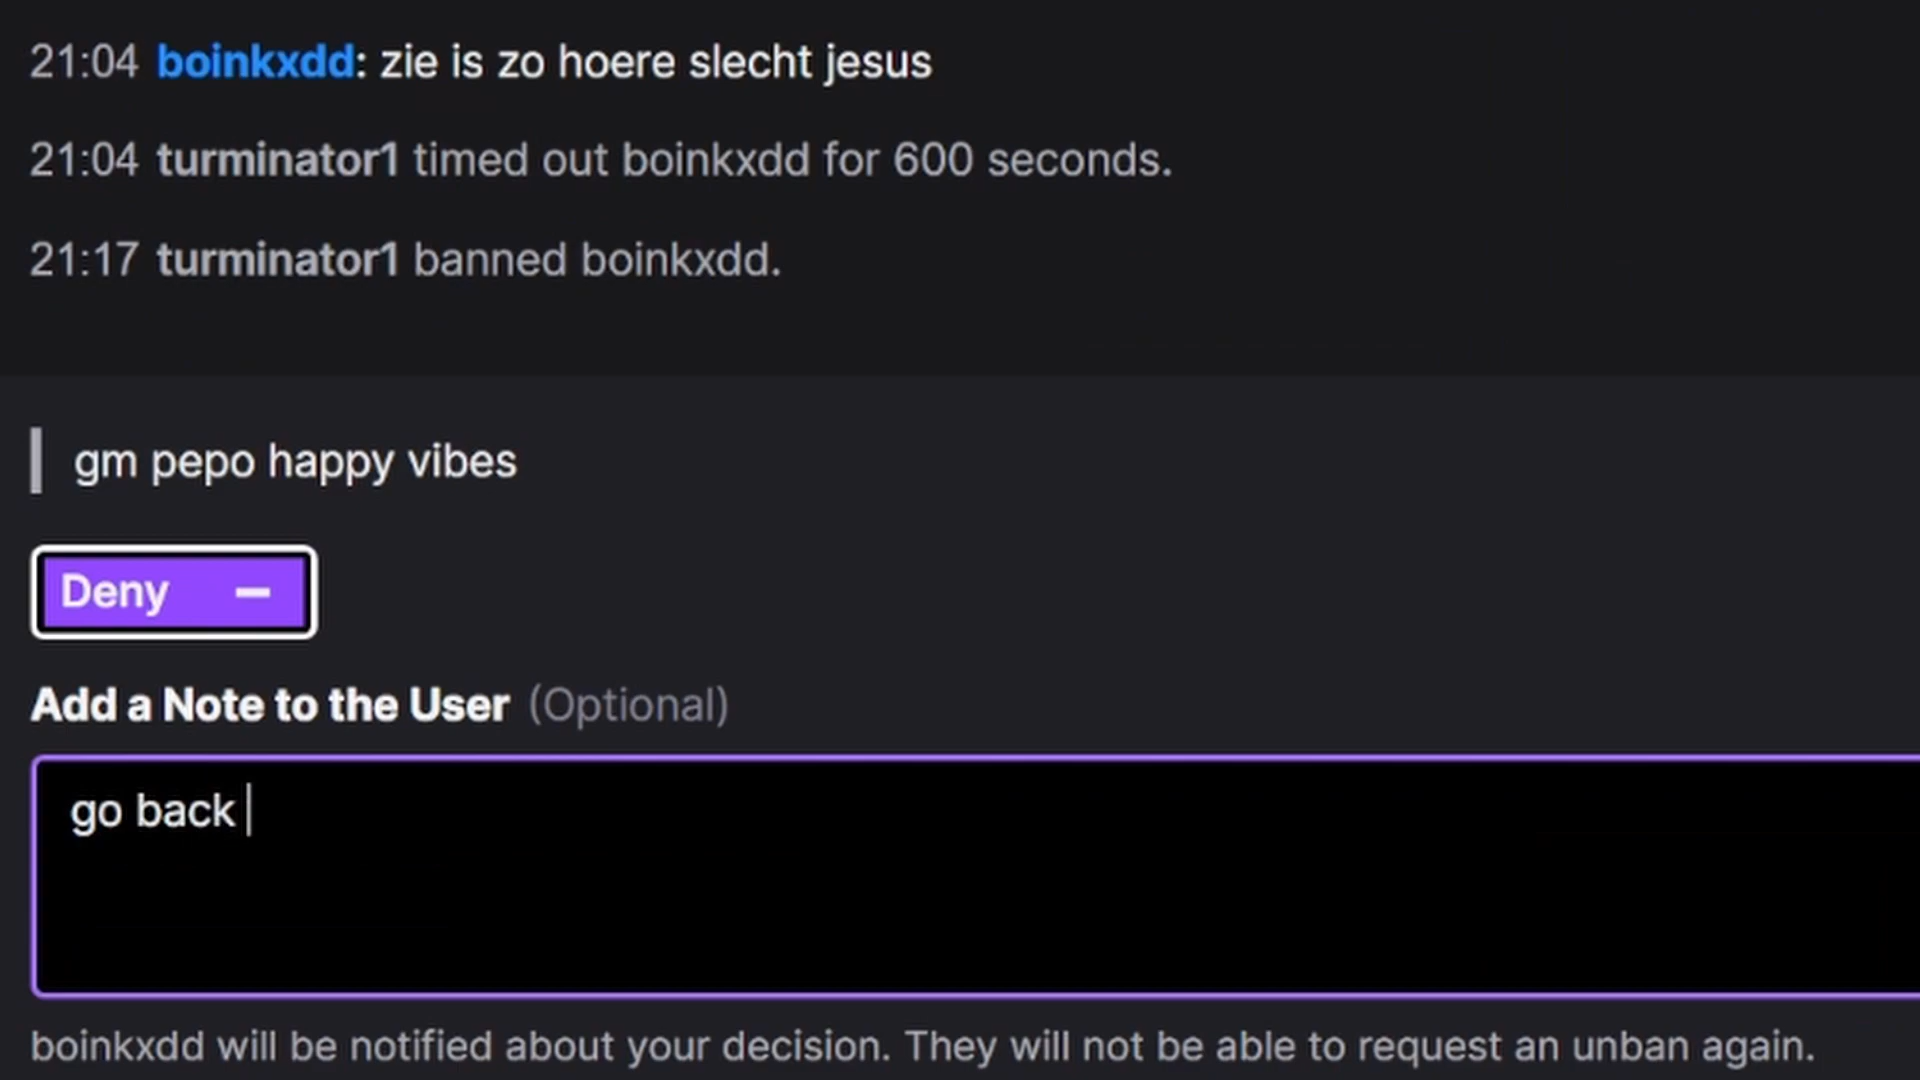 21:04 boinkxdd: zie is zo hoere slecht jesus
21:04 turminator1 timed out boinkxdd for 600 seconds.
21:17 turminator1 banned boinkxdd.
gm pepo happy vibes
Deny
Add a Note to the User (Optional)
go back
boinkxdd will be notified about your decision. They will not be able to request an unban again.